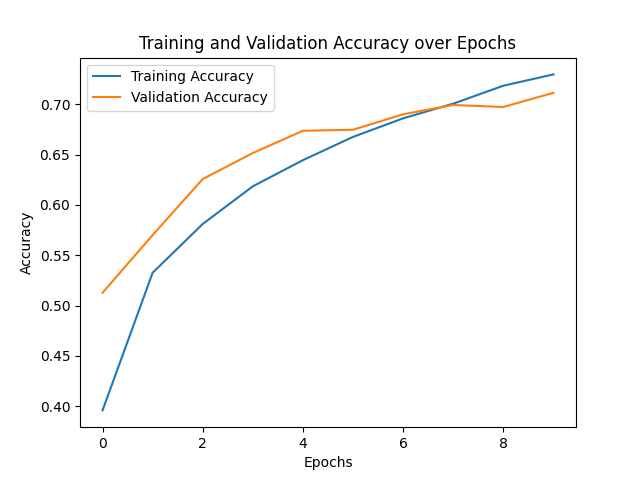 Training and Validation Accuracy over Epochs
Training Accuracy
Validation Accuracy
0.70
0.65
0.60
0.55
0.50
0.45
0.40
Accuracy
0 2 4 6 8
Epochs